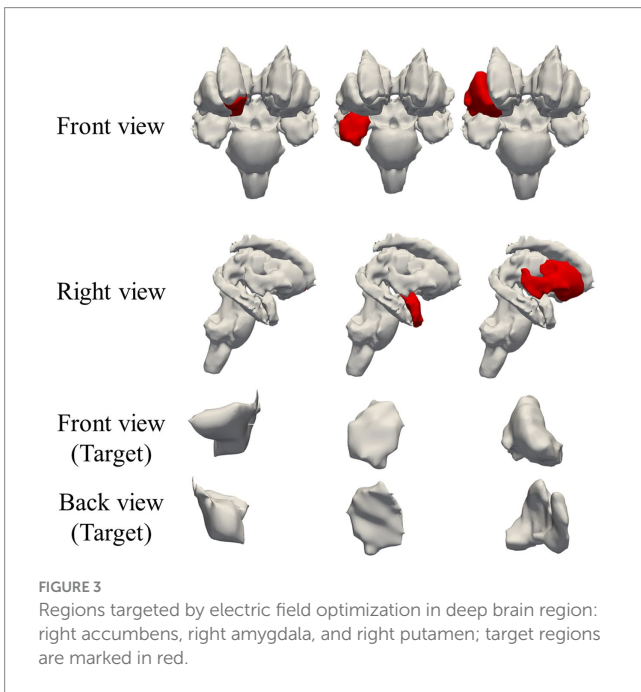 Front view
Right view
Front view
(Target)
Back view
(Target)
FIGURE 3
Regions targeted by electric field optimization in deep brain region:
right accumbens, right amygdala, and right putamen; target regions
are marked in red.